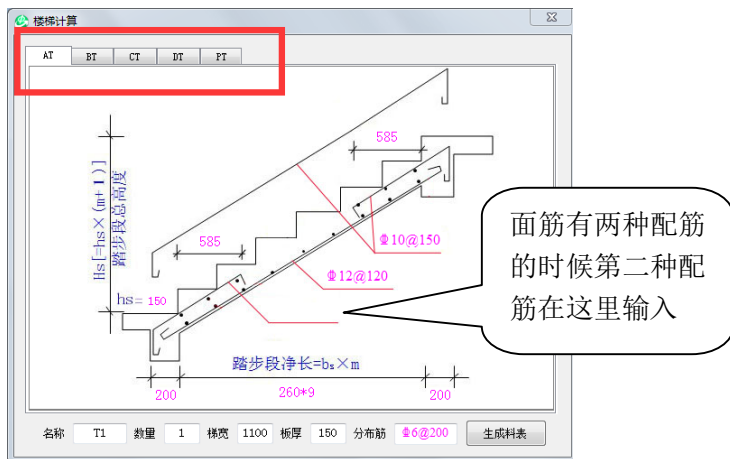 楼梯计算
AT BT CT DT PT
585
Hs[=hs×(m+1)]
踏步段总高度
585
Φ10@150
Φ12@120
hs= 150
踏步段净长=bs×m
200 260*9 200
面筋有两种配筋
的时候第二种配
筋在这里输入
名称 T1 数量 1 梯宽 1100 板厚 150 分布筋 Φ6@200 生成料表